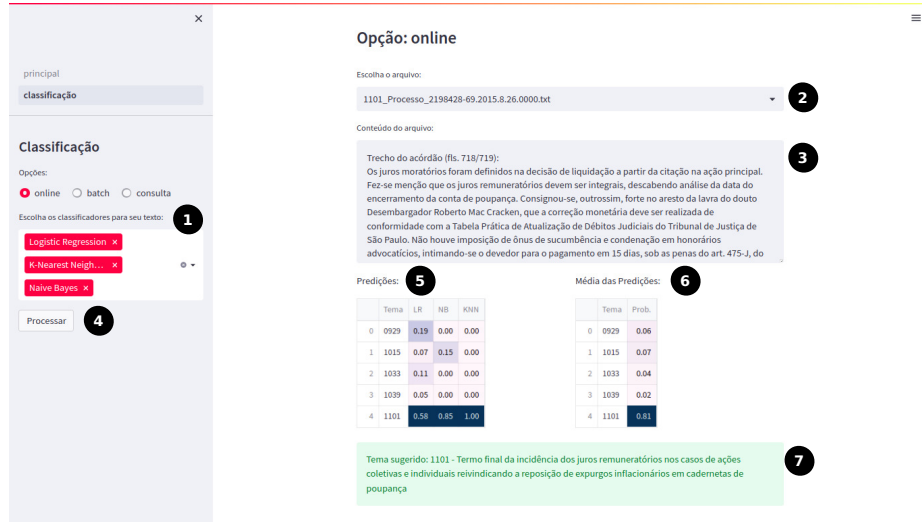 ×
≡
principal
classificação
Classificação
Opções:
online batch consulta
Escolha os classificadores para seu texto:
1
Logistic Regression ×
K-Nearest Neigh... ×
Naive Bayes ×
Processar
4
Opção: online
Escolha o arquivo:
1101_Processo_2198428-69.2015.8.26.0000.txt
2
Conteúdo do arquivo:
3
Trecho do acórdão (fls. 718/719):
Os juros moratórios foram definidos na decisão de liquidação a partir da citação na ação principal.
Fez-se menção que os juros remuneratórios devem ser integrais, descabendo análise da data do
encerramento da conta de poupança. Consignou-se, outrossim, forte no aresto da lavra do douto
Desembargador Roberto Mac Cracken, que a correção monetária deve ser realizada de
conformidade com a Tabela Prática de Atualização de Débitos Judiciais do Tribunal de Justiça de
São Paulo. Não houve imposição de ônus de sucumbência e condenação em honorários
advocatícios, intimando-se o devedor para o pagamento em 15 dias, sob as penas do art. 475-J, do
Predições: 5
Tema LR NB KNN
0 0929 0.19 0.00 0.00
1 1015 0.07 0.15 0.00
2 1033 0.11 0.00 0.00
3 1039 0.05 0.00 0.00
4 1101 0.58 0.85 1.00
Média das Predições: 6
Tema Prob.
0 0929 0.06
1 1015 0.07
2 1033 0.04
3 1039 0.02
4 1101 0.81
Tema sugerido: 1101 - Termo final da incidência dos juros remuneratórios nos casos de ações
coletivas e individuais reivindicando a reposição de expurgos inflacionários em cadernetas de
poupança
7